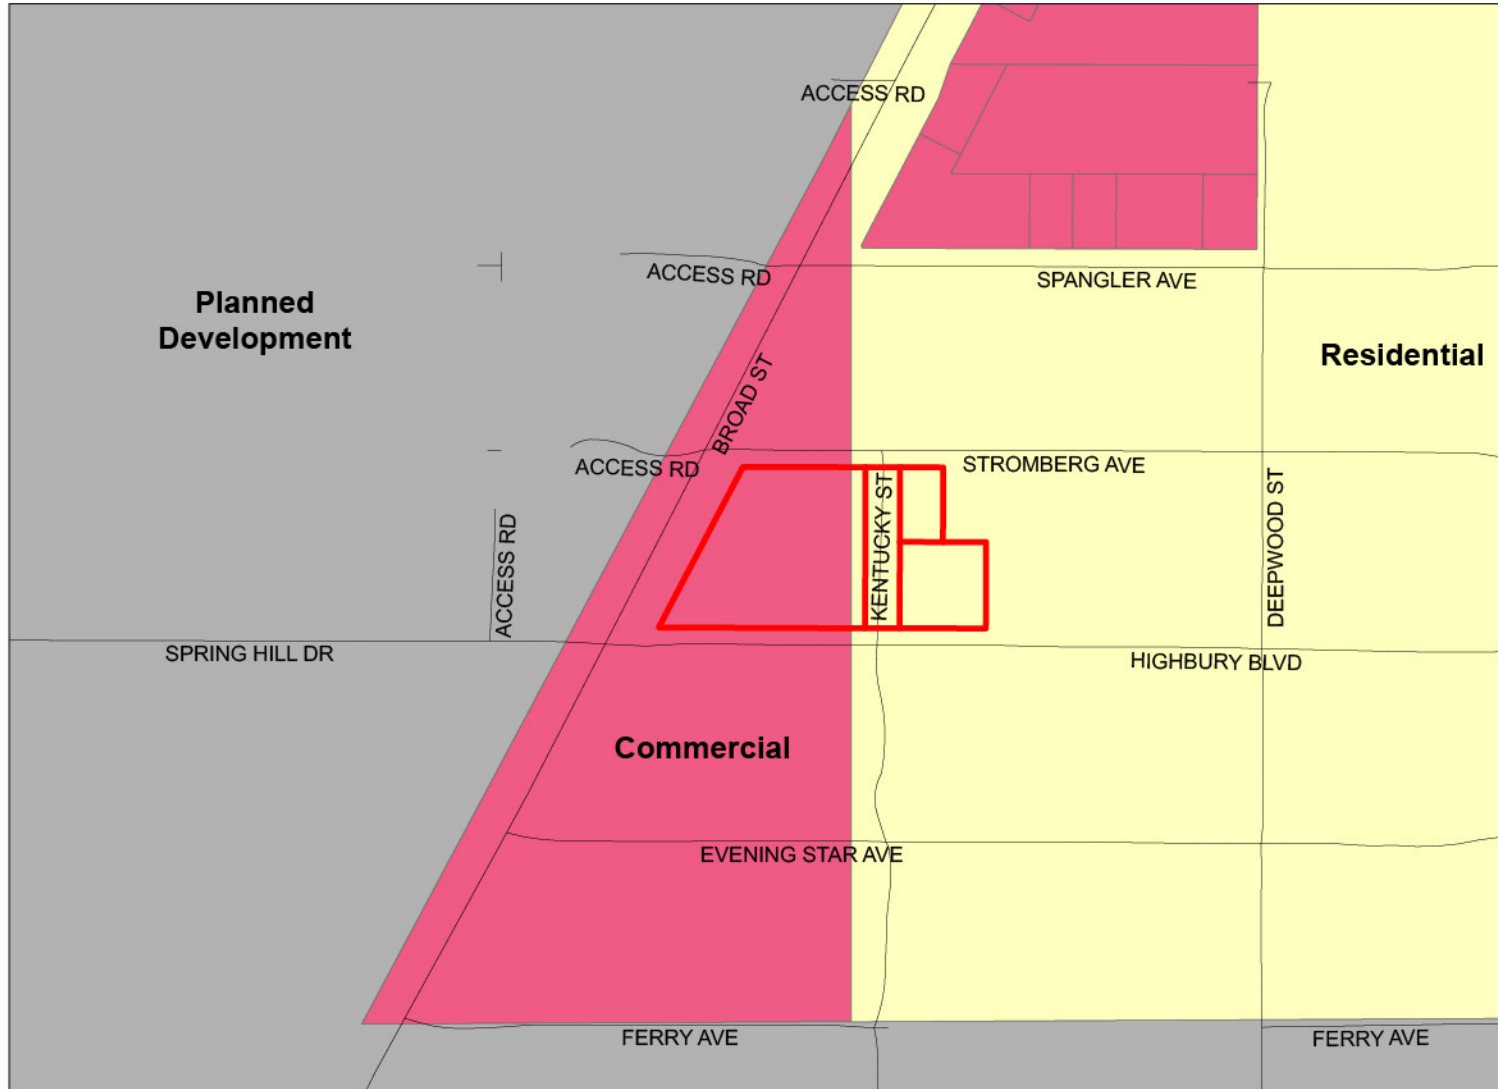 ACCESS RD
ACCESS RD
SPANGLER AVE
Planned
Development
Residential
BROAD ST
ACCESS RD
STROMBERG AVE
KENTUCKY ST
DEEPWOOD ST
ACCESS RD
SPRING HILL DR
HIGHBURY BLVD
Commercial
EVENING STAR AVE
FERRY AVE
FERRY AVE